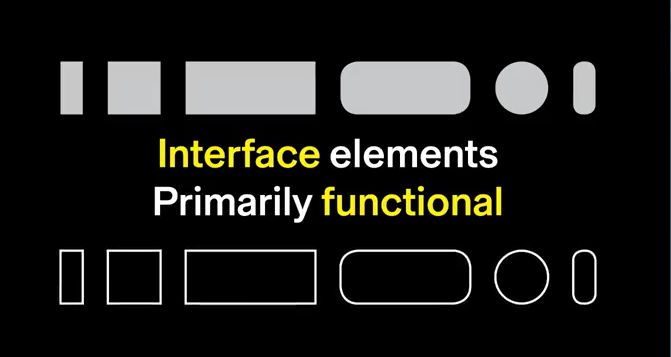 Interface elements
Primarily functional